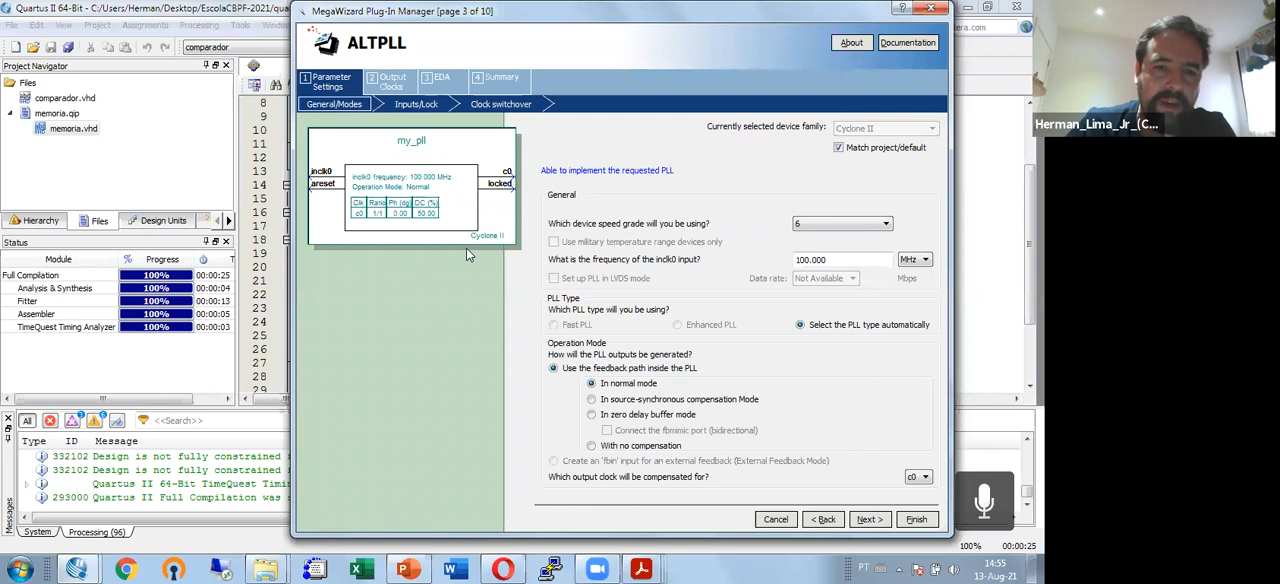 Quartus II 64-Bit - C:/Users/Herman/Desktop/EscolaCBPF-2021/qua
MegaWizard Plug-In Manager [page 3 of 10]
File Edit View Project Assignments Processing Tools Window
tera.com
comparador
ALTPLL
About
Documentation
Project Navigator
Files
comparador.vhd
memoria.qip
memoria.vhd
1 Parameter Settings
2 Output Clocks
3 EDA
4 Summary
General/Modes
Inputs/Lock
Clock switchover
8
9
10
11
12
13
14
15
16
17
18
19
20
21
22
23
24
25
26
27
28
29
my_pll
inclk0
areset
c0
locked
inclk0 frequency: 100.000 MHz
Operation Mode: Normal
Clk Ratio Ph (dg) DC (%)
c0 1/1 0.00 50.00
Cyclone II
Currently selected device family:
Cyclone II
Match project/default
Able to implement the requested PLL
General
Which device speed grade will you be using?
6
Use military temperature range devices only
What is the frequency of the inclk0 input?
100.000
MHz
Set up PLL in LVDS mode
Data rate:
Not Available
Mbps
PLL Type
Which PLL type will you be using?
Fast PLL
Enhanced PLL
Select the PLL type automatically
Operation Mode
How will the PLL outputs be generated?
Use the feedback path inside the PLL
In normal mode
In source-synchronous compensation Mode
In zero delay buffer mode
Connect the fbmimic port (bidirectional)
With no compensation
Create an 'fbin' input for an external feedback (External Feedback Mode)
Which output clock will be compensated for?
c0
Cancel
< Back
Next >
Finish
Hierarchy
Files
Design Units
Status
Module % Progress
Full Compilation 100% 00:00:25
Analysis & Synthesis 100% 00:00:04
Fitter 100% 00:00:13
Assembler 100% 00:00:05
TimeQuest Timing Analyzer 100% 00:00:03
All
<<Search>>
Type ID Message
332102 Design is not fully constrained
332102 Design is not fully constrained
Quartus II 64-Bit TimeQuest Timing
293000 Quartus II Full Compilation was
Messages
System
Processing (96)
100% 00:00:25
PT
14:55
13-Aug-21
Herman_Lima_Jr_(C...